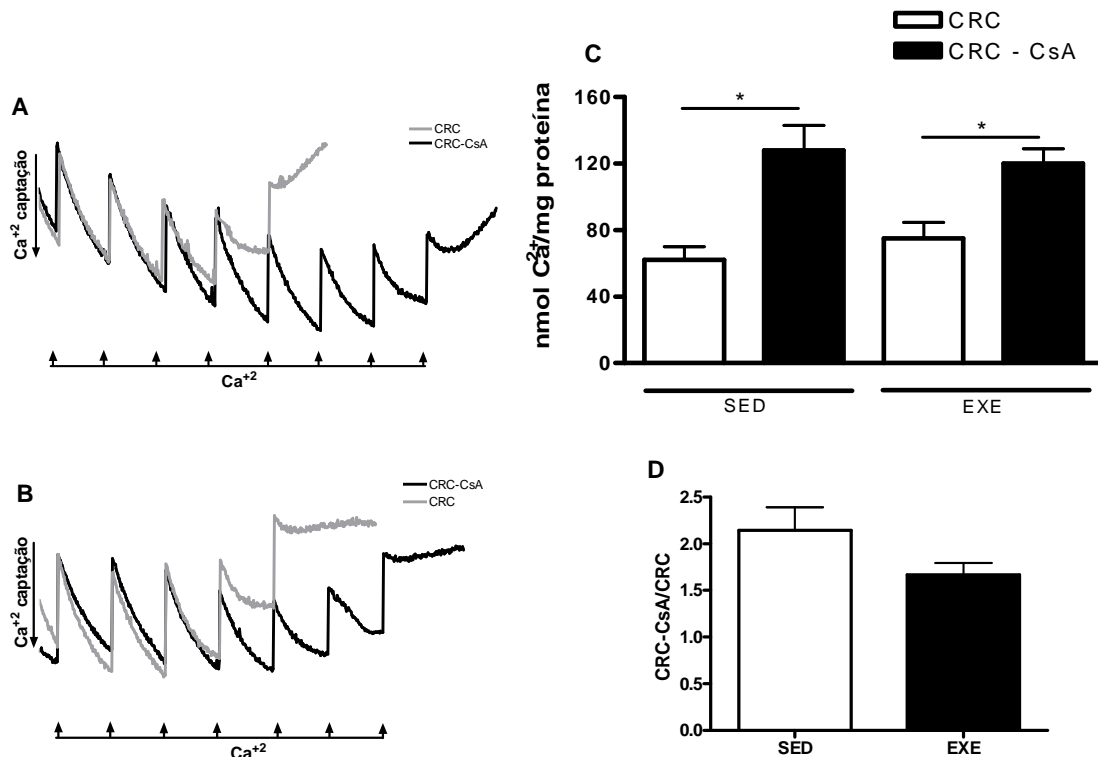 A
CRC
CRC-CsA
Ca+2 captação
Ca+2
B
CRC-CsA
CRC
Ca+2 captação
Ca+2
CRC
CRC - CsA
C
nmol Ca2+/mg proteína
160
120
80
40
0
*
*
SED
EXE
D
CRC-CsA/CRC
2.5
2.0
1.5
1.0
0.5
0.0
SED
EXE